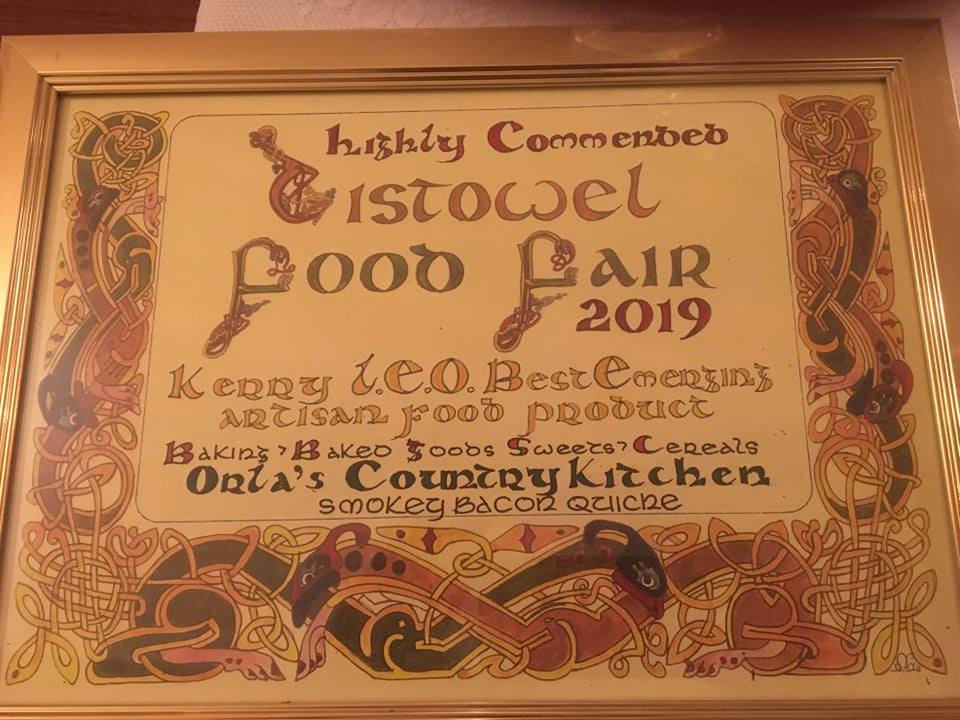 highly Commended
Listowel
Food Fair
2019
Kerry L.E.O. Best Emerging
artisan food product
Baking, Baked Goods Sweets, Cereals
Orla's Country Kitchen
smokey bacon quiche